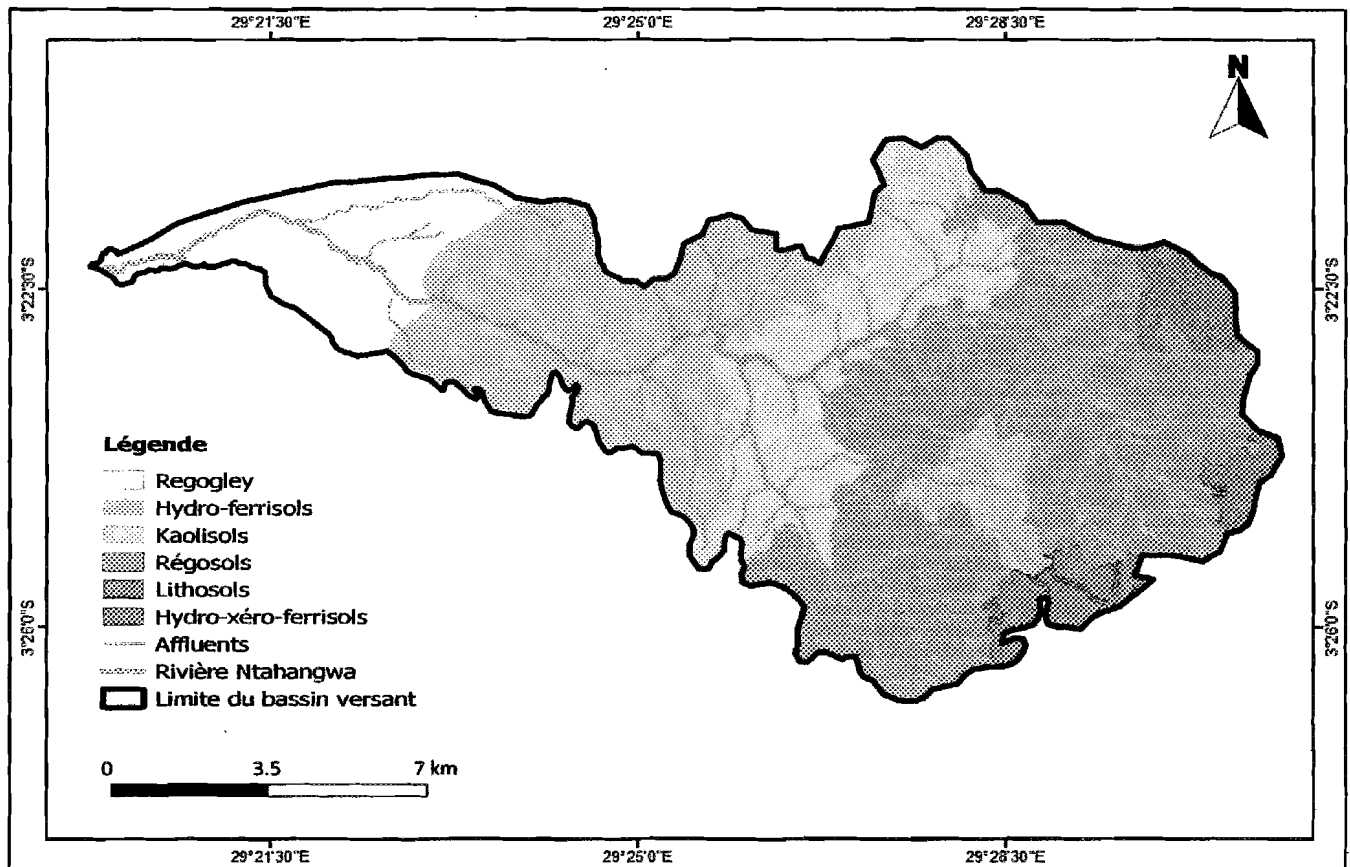 29°21'30"E 29°25'0"E 29°28'30"E
N
3°22'30"S 3°22'30"S
Légende
Regogley
Hydro-ferrisols
Kaolisols
Régosols
Lithosols
Hydro-xéro-ferrisols
Affluents
Rivière Ntahangwa
Limite du bassin versant
3°26'0"S 3°26'0"S
0 3.5 7 km
29°21'30"E 29°25'0"E 29°28'30"E